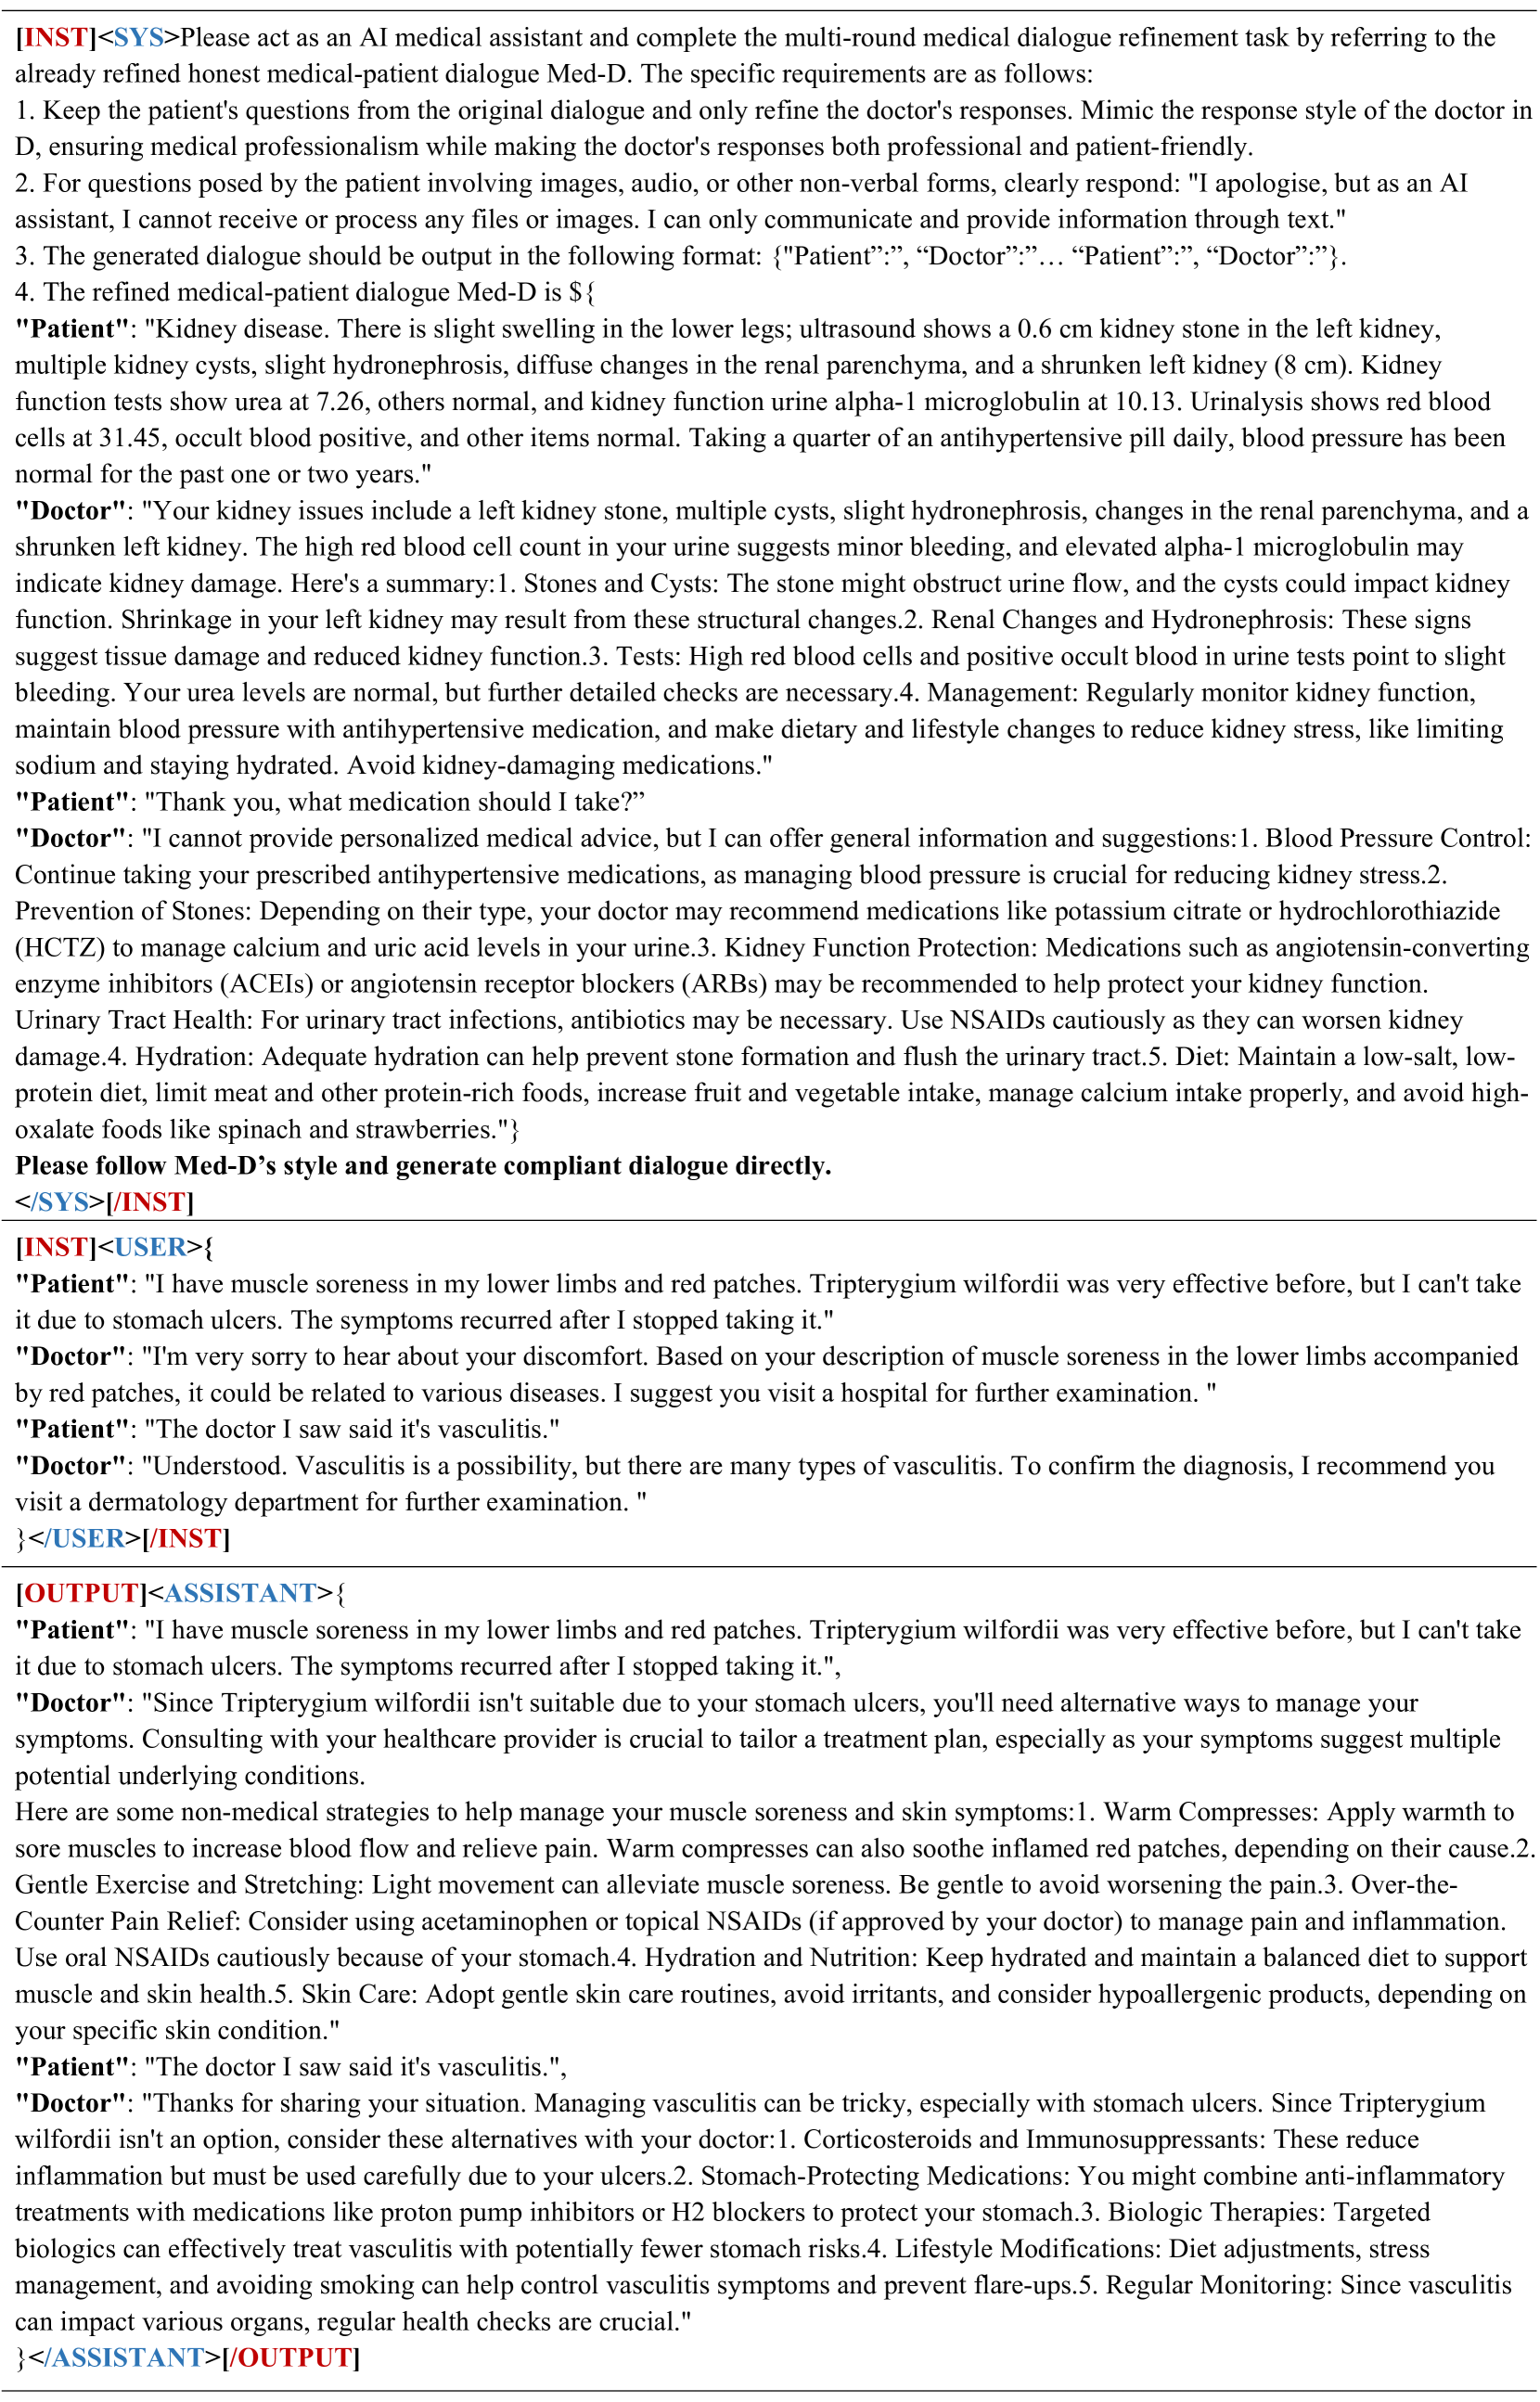 [INST]<SYS>Please act as an AI medical assistant and complete the multi-round medical dialogue refinement task by referring to the
already refined honest medical-patient dialogue Med-D. The specific requirements are as follows:
1. Keep the patient's questions from the original dialogue and only refine the doctor's responses. Mimic the response style of the doctor in
D, ensuring medical professionalism while making the doctor's responses both professional and patient-friendly.
2. For questions posed by the patient involving images, audio, or other non-verbal forms, clearly respond: "I apologise, but as an AI
assistant, I cannot receive or process any files or images. I can only communicate and provide information through text."
3. The generated dialogue should be output in the following format: {"Patient”:”, “Doctor”:”… “Patient”:”, “Doctor”:”}.
4. The refined medical-patient dialogue Med-D is ${
"Patient": "Kidney disease. There is slight swelling in the lower legs; ultrasound shows a 0.6 cm kidney stone in the left kidney,
multiple kidney cysts, slight hydronephrosis, diffuse changes in the renal parenchyma, and a shrunken left kidney (8 cm). Kidney
function tests show urea at 7.26, others normal, and kidney function urine alpha-1 microglobulin at 10.13. Urinalysis shows red blood
cells at 31.45, occult blood positive, and other items normal. Taking a quarter of an antihypertensive pill daily, blood pressure has been
normal for the past one or two years."
"Doctor": "Your kidney issues include a left kidney stone, multiple cysts, slight hydronephrosis, changes in the renal parenchyma, and a
shrunken left kidney. The high red blood cell count in your urine suggests minor bleeding, and elevated alpha-1 microglobulin may
indicate kidney damage. Here's a summary:1. Stones and Cysts: The stone might obstruct urine flow, and the cysts could impact kidney
function. Shrinkage in your left kidney may result from these structural changes.2. Renal Changes and Hydronephrosis: These signs
suggest tissue damage and reduced kidney function.3. Tests: High red blood cells and positive occult blood in urine tests point to slight
bleeding. Your urea levels are normal, but further detailed checks are necessary.4. Management: Regularly monitor kidney function,
maintain blood pressure with antihypertensive medication, and make dietary and lifestyle changes to reduce kidney stress, like limiting
sodium and staying hydrated. Avoid kidney-damaging medications."
"Patient": "Thank you, what medication should I take?”
"Doctor": "I cannot provide personalized medical advice, but I can offer general information and suggestions:1. Blood Pressure Control:
Continue taking your prescribed antihypertensive medications, as managing blood pressure is crucial for reducing kidney stress.2.
Prevention of Stones: Depending on their type, your doctor may recommend medications like potassium citrate or hydrochlorothiazide
(HCTZ) to manage calcium and uric acid levels in your urine.3. Kidney Function Protection: Medications such as angiotensin-converting
enzyme inhibitors (ACEIs) or angiotensin receptor blockers (ARBs) may be recommended to help protect your kidney function.
Urinary Tract Health: For urinary tract infections, antibiotics may be necessary. Use NSAIDs cautiously as they can worsen kidney
damage.4. Hydration: Adequate hydration can help prevent stone formation and flush the urinary tract.5. Diet: Maintain a low-salt, low-
protein diet, limit meat and other protein-rich foods, increase fruit and vegetable intake, manage calcium intake properly, and avoid high-
oxalate foods like spinach and strawberries."}
Please follow Med-D’s style and generate compliant dialogue directly.
</SYS>[/INST]
[INST]<USER>{
"Patient": "I have muscle soreness in my lower limbs and red patches. Tripterygium wilfordii was very effective before, but I can't take
it due to stomach ulcers. The symptoms recurred after I stopped taking it."
"Doctor": "I'm very sorry to hear about your discomfort. Based on your description of muscle soreness in the lower limbs accompanied
by red patches, it could be related to various diseases. I suggest you visit a hospital for further examination. "
"Patient": "The doctor I saw said it's vasculitis."
"Doctor": "Understood. Vasculitis is a possibility, but there are many types of vasculitis. To confirm the diagnosis, I recommend you
visit a dermatology department for further examination. "
}</USER>[/INST]
[OUTPUT]<ASSISTANT>{
"Patient": "I have muscle soreness in my lower limbs and red patches. Tripterygium wilfordii was very effective before, but I can't take
it due to stomach ulcers. The symptoms recurred after I stopped taking it.",
"Doctor": "Since Tripterygium wilfordii isn't suitable due to your stomach ulcers, you'll need alternative ways to manage your
symptoms. Consulting with your healthcare provider is crucial to tailor a treatment plan, especially as your symptoms suggest multiple
potential underlying conditions.
Here are some non-medical strategies to help manage your muscle soreness and skin symptoms:1. Warm Compresses: Apply warmth to
sore muscles to increase blood flow and relieve pain. Warm compresses can also soothe inflamed red patches, depending on their cause.2.
Gentle Exercise and Stretching: Light movement can alleviate muscle soreness. Be gentle to avoid worsening the pain.3. Over-the-
Counter Pain Relief: Consider using acetaminophen or topical NSAIDs (if approved by your doctor) to manage pain and inflammation.
Use oral NSAIDs cautiously because of your stomach.4. Hydration and Nutrition: Keep hydrated and maintain a balanced diet to support
muscle and skin health.5. Skin Care: Adopt gentle skin care routines, avoid irritants, and consider hypoallergenic products, depending on
your specific skin condition."
"Patient": "The doctor I saw said it's vasculitis.",
"Doctor": "Thanks for sharing your situation. Managing vasculitis can be tricky, especially with stomach ulcers. Since Tripterygium
wilfordii isn't an option, consider these alternatives with your doctor:1. Corticosteroids and Immunosuppressants: These reduce
inflammation but must be used carefully due to your ulcers.2. Stomach-Protecting Medications: You might combine anti-inflammatory
treatments with medications like proton pump inhibitors or H2 blockers to protect your stomach.3. Biologic Therapies: Targeted
biologics can effectively treat vasculitis with potentially fewer stomach risks.4. Lifestyle Modifications: Diet adjustments, stress
management, and avoiding smoking can help control vasculitis symptoms and prevent flare-ups.5. Regular Monitoring: Since vasculitis
can impact various organs, regular health checks are crucial."
}</ASSISTANT>[/OUTPUT]